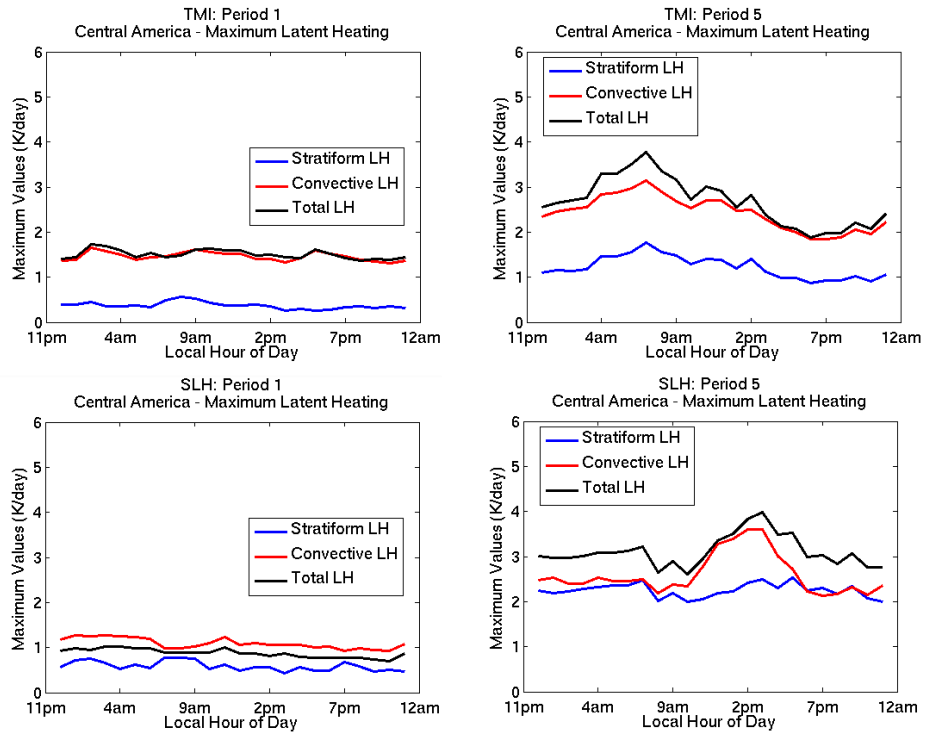 TMI: Period 1
Central America - Maximum Latent Heating
Maximum Values (K/day)
6
5
4
3
2
1
0
Stratiform LH
Convective LH
Total LH
11pm 4am 9am 2pm 7pm 12am
Local Hour of Day
TMI: Period 5
Central America - Maximum Latent Heating
Maximum Values (K/day)
6
5
4
3
2
1
0
Stratiform LH
Convective LH
Total LH
11pm 4am 9am 2pm 7pm 12am
Local Hour of Day
SLH: Period 1
Central America - Maximum Latent Heating
Maximum Values (K/day)
6
5
4
3
2
1
0
Stratiform LH
Convective LH
Total LH
11pm 4am 9am 2pm 7pm 12am
Local Hour of Day
SLH: Period 5
Central America - Maximum Latent Heating
Maximum Values (K/day)
6
5
4
3
2
1
0
Stratiform LH
Convective LH
Total LH
11pm 4am 9am 2pm 7pm 12am
Local Hour of Day